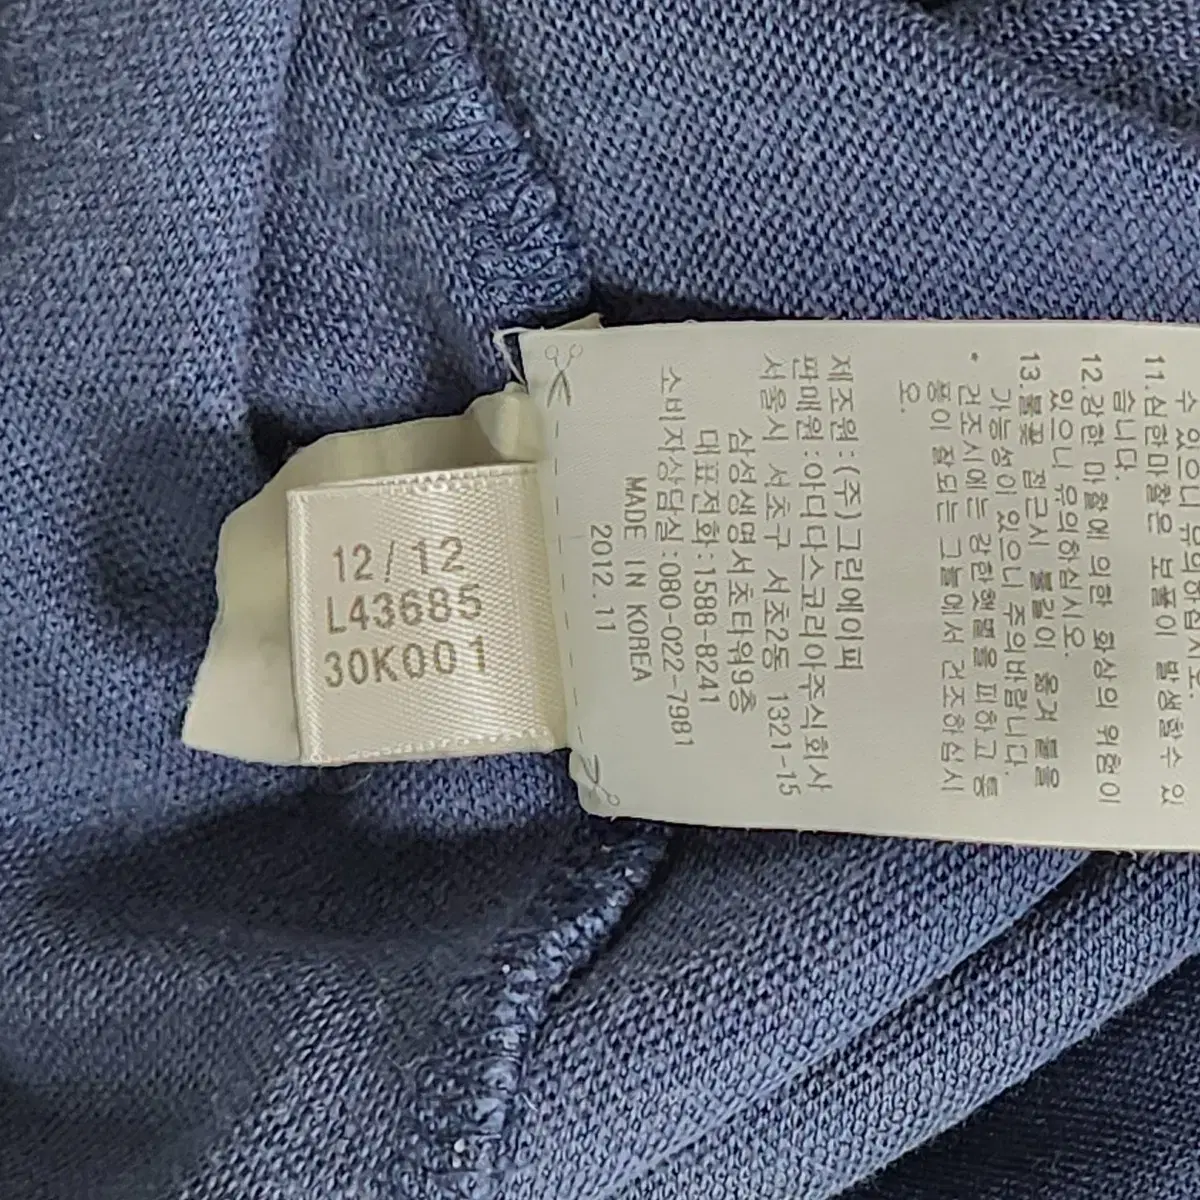 12/12
L43685
30K001
수 있으니 유의하십시오.
11.심한마찰은 보풀이 발생할수 있
습니다.
12.강한 마찰에 의한 화상의 위험이
있으니 유의하십시오.
13.불꽃 접근시 불길이 옮겨 붙을
가능성이 있으니 주의바랍니다.
* 건조시에는 강한햇볕을 피하고 통
풍이 잘되는 그늘에서 건조하십시
오.
제조원:(주)그린에이피
판매원:아디다스코리아주식회사
서울시 서초구 서초2동 1321-15
삼성생명서초타워9층
대표전화:1588-8241
소비자상담실:080-022-7981
MADE IN KOREA
2012.11